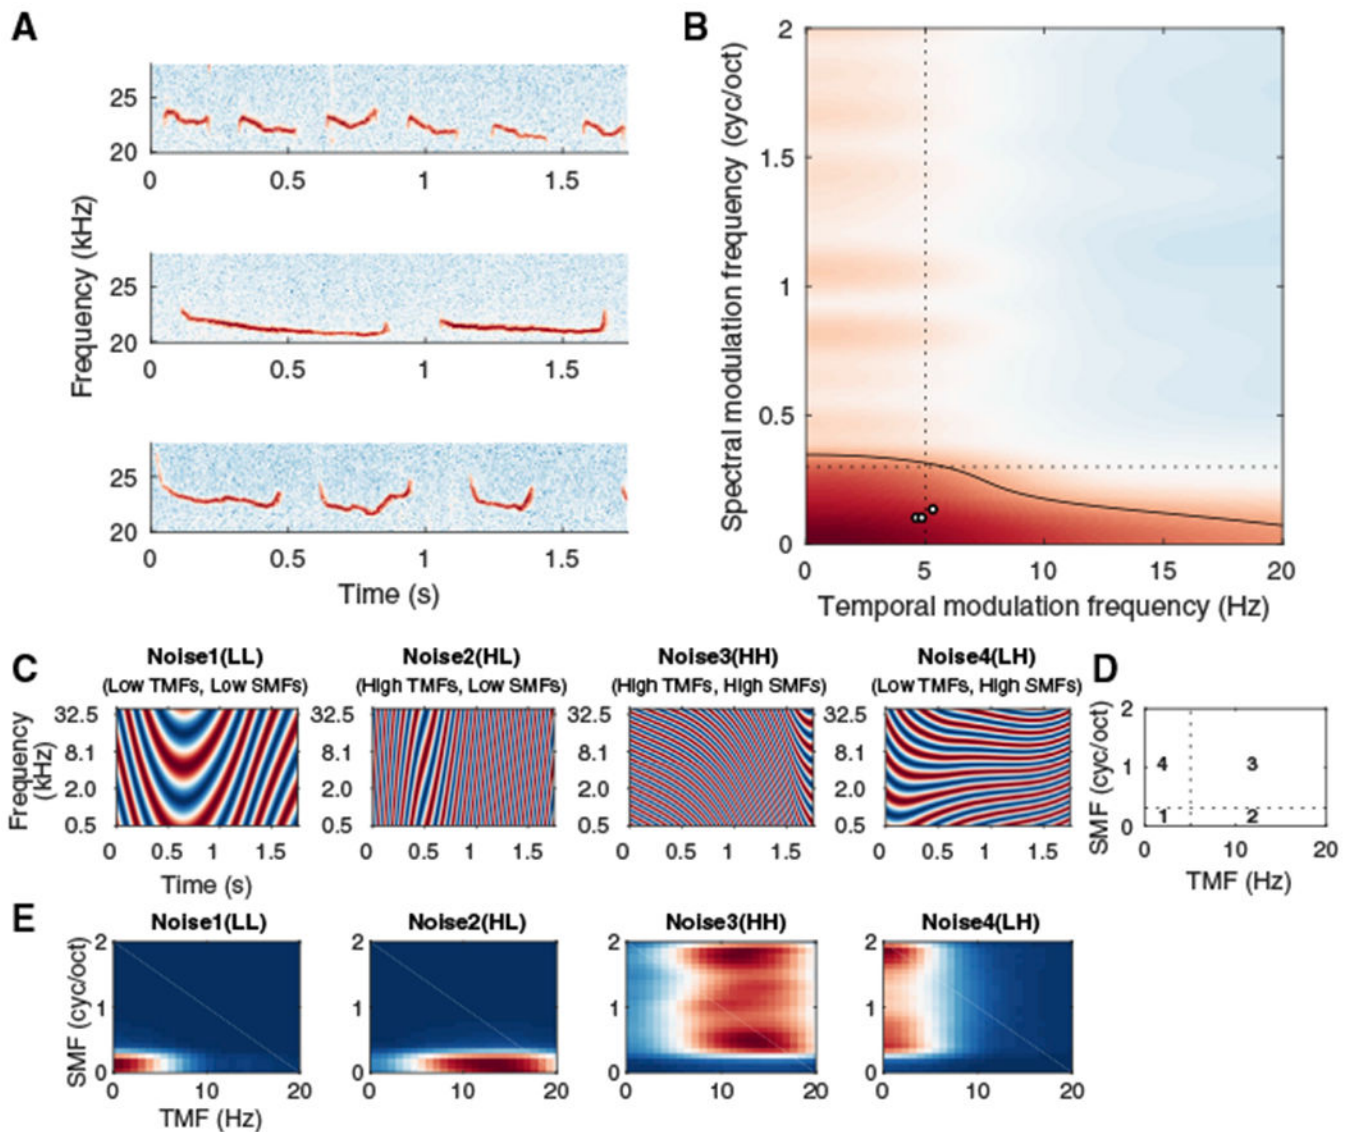 A
25
20
0 0.5 1 1.5
25
20
0 0.5 1 1.5
25
20
0 0.5 1 1.5
Frequency (kHz)
Time (s)
B
2
1.5
1
0.5
0
0 5 10 15 20
Spectral modulation frequency (cyc/oct)
Temporal modulation frequency (Hz)
C
Noise1(LL) Noise2(HL) Noise3(HH) Noise4(LH)
(Low TMFs, Low SMFs) (High TMFs, Low SMFs) (High TMFs, High SMFs) (Low TMFs, High SMFs)
Frequency
(kHz)
32.5 32.5 32.5 32.5
8.1 8.1 8.1 8.1
2.0 2.0 2.0 2.0
0.5 0.5 0.5 0.5
0 0.5 1 1.5 0 0.5 1 1.5 0 0.5 1 1.5 0 0.5 1 1.5
Time (s)
D
SMF (cyc/oct)
2
1
0
4 3
1 2
0 10 20
TMF (Hz)
E
Noise1(LL) Noise2(HL) Noise3(HH) Noise4(LH)
SMF (cyc/oct)
2 2 2 2
1 1 1 1
0 0 0 0
0 10 20 0 10 20 0 10 20 0 10 20
TMF (Hz)